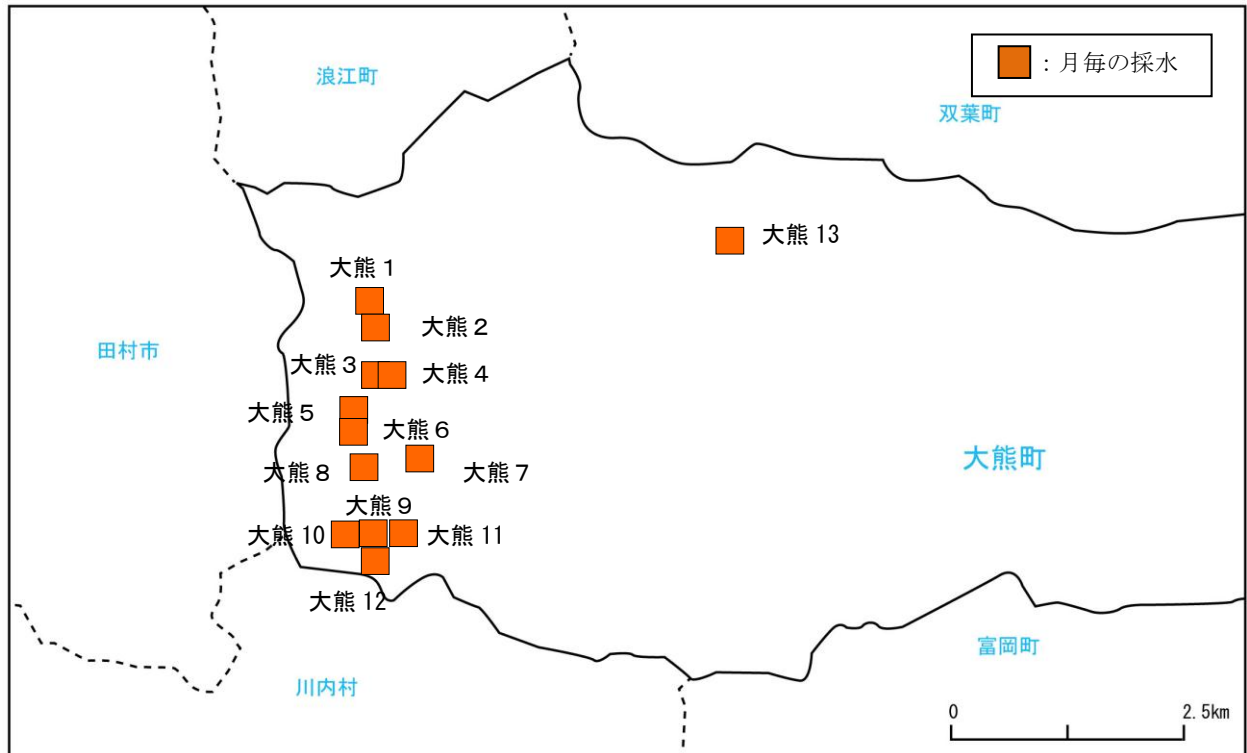 ：月毎の採水
浪江町
双葉町
大熊 13
大熊１
大熊２
田村市
大熊３
大熊４
大熊５
大熊６
大熊町
大熊８
大熊７
大熊９
大熊 10
大熊 11
大熊 12
富岡町
川内村
0
2.5km